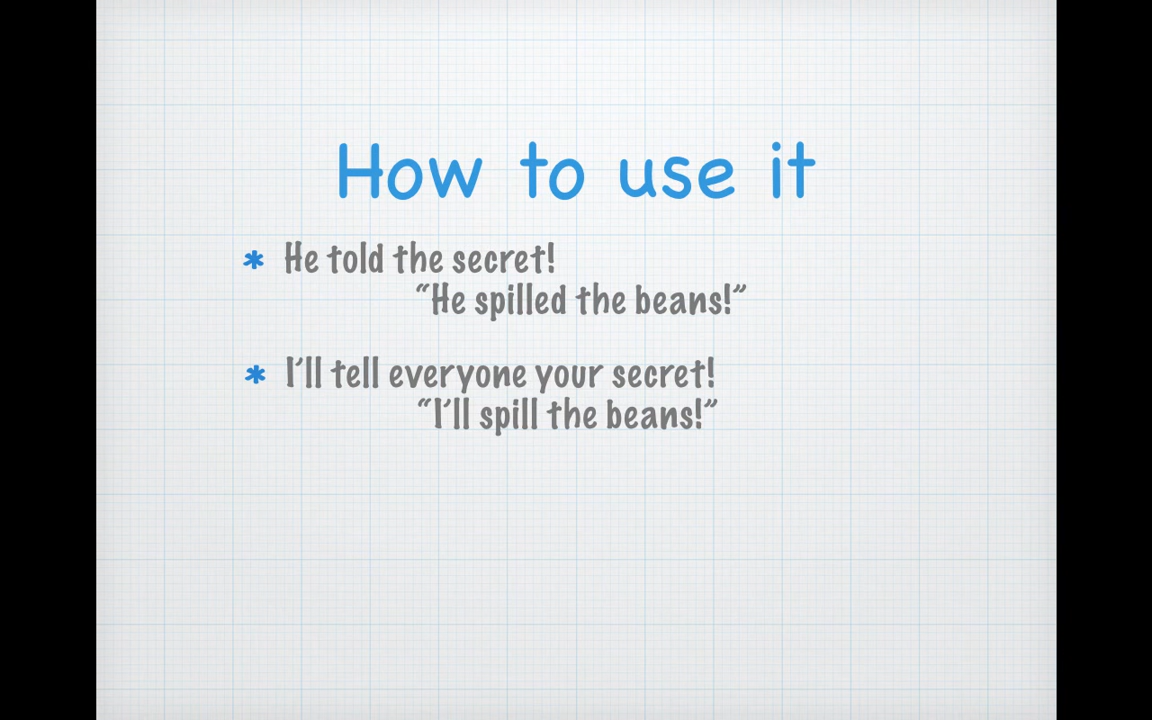 How to use it
* He told the secret!
“He spilled the beans!”
* I’ll tell everyone your secret!
“I’ll spill the beans!”